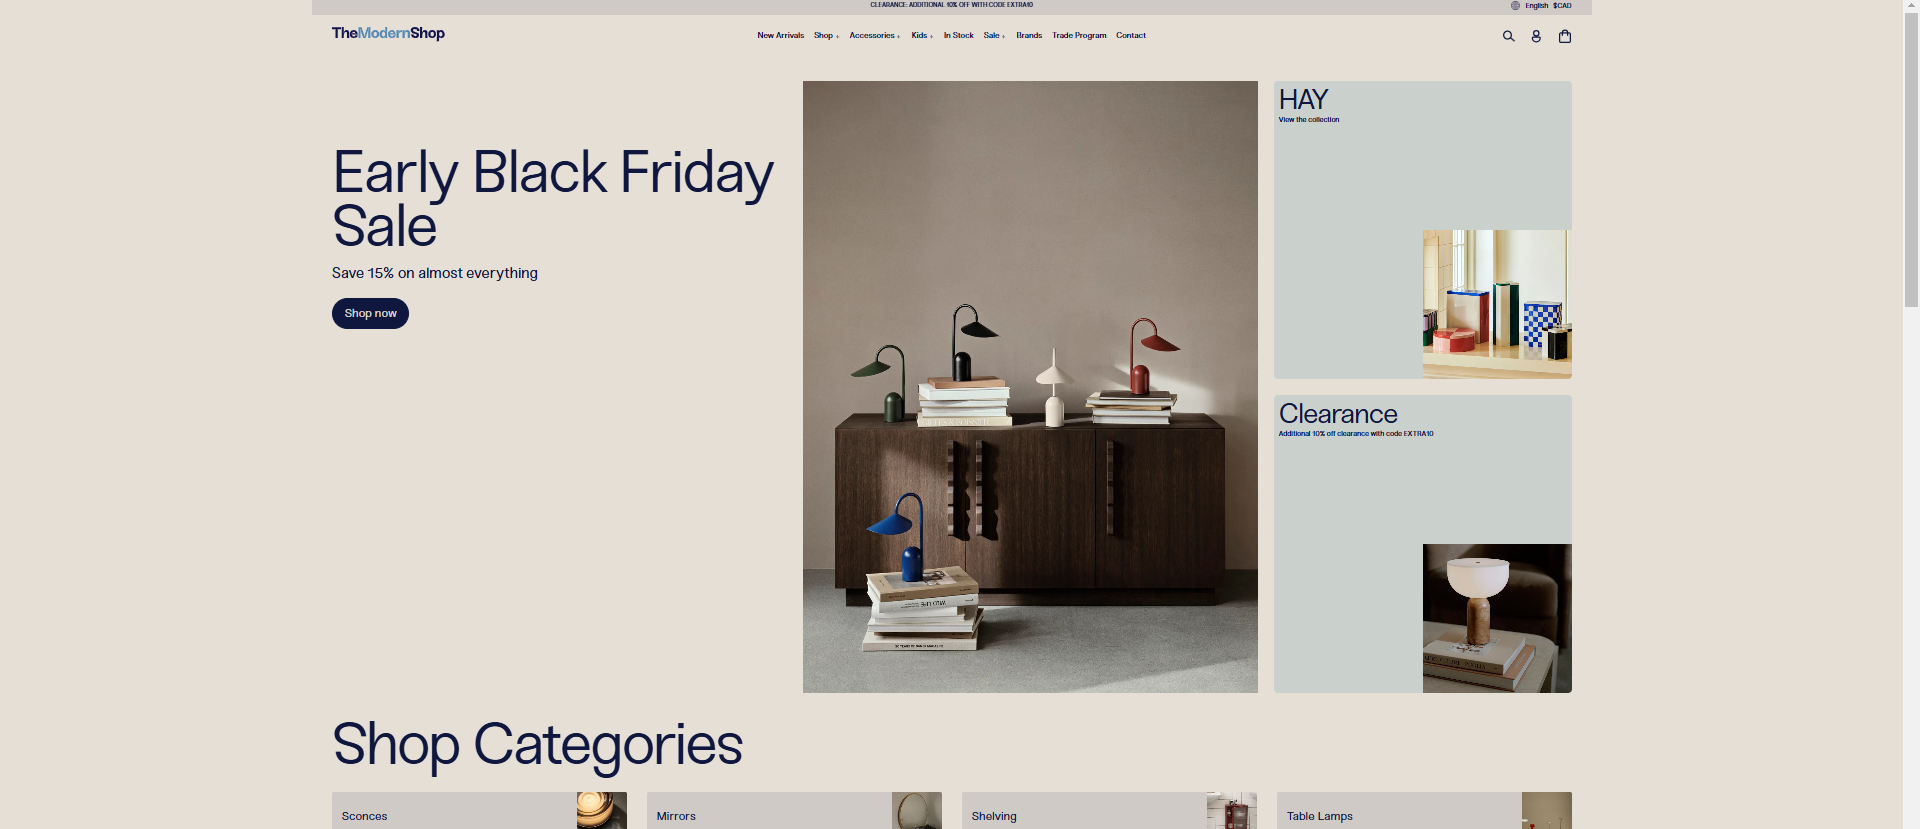 CLEARANCE: ADDITIONAL 10% OFF WITH CODE EXTRA10
English $CAD
TheModernShop
New Arrivals Shop + Accessories + Kids + In Stock Sale + Brands Trade Program Contact
Early Black Friday
Sale
Save 15% on almost everything
Shop now
HAY
View the collection
Clearance
Additional 10% off clearance with code EXTRA10
Shop Categories
Sconces
Mirrors
Shelving
Table Lamps